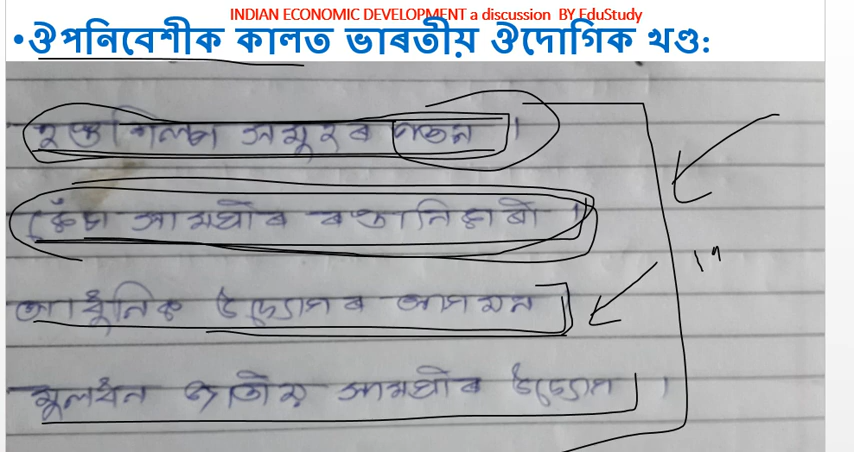 INDIAN ECONOMIC DEVELOPMENT a discussion BY EduStudy
•ঔপনিবেশীক কালত ভাৰতীয় ঔদোগিক খণ্ড:
হস্তশিল্প সমূহৰ পতন।
কেঁচা সামগ্ৰীৰ ৰপ্তানিকাৰী।
আধুনিক উদ্যোগৰ আগমন
মূলধন জাতীয় সামগ্ৰীৰ উদ্যোগ।